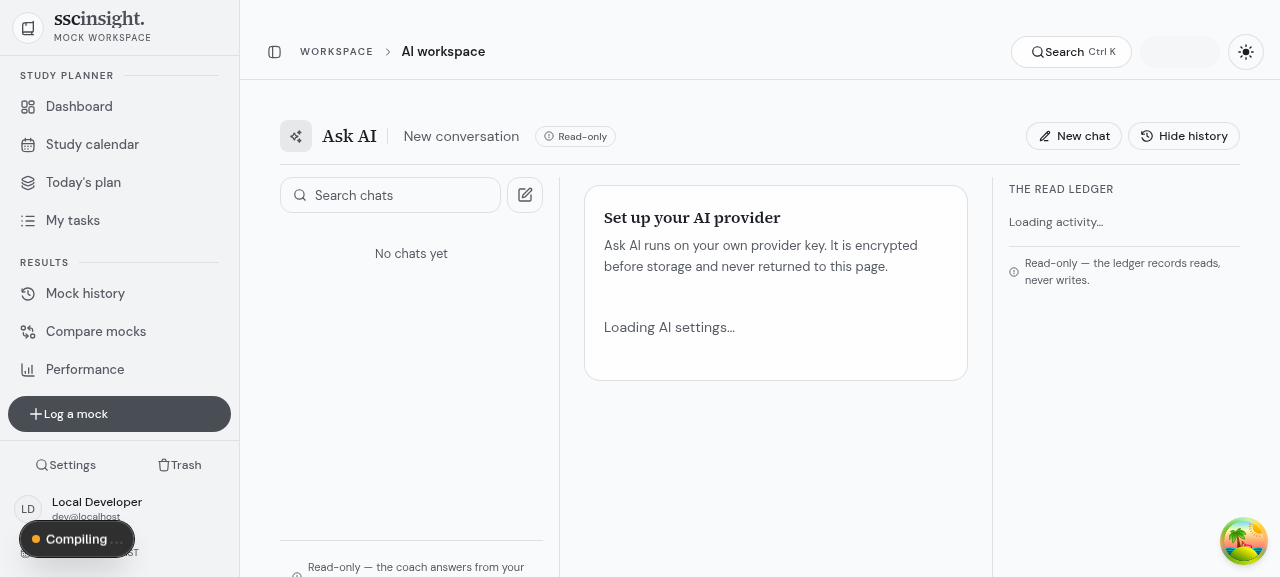 sscinsight.
MOCK WORKSPACE
STUDY PLANNER
Dashboard
Study calendar
Today's plan
My tasks
RESULTS
Mock history
Compare mocks
Performance
Log a mock
Settings
Trash
LD
Local Developer
dev@localhost
Compiling ...
WORKSPACE
AI workspace
Search Ctrl K
Ask AI
New conversation
Read-only
New chat
Hide history
Search chats
No chats yet
Read-only — the coach answers from your
Set up your AI provider
Ask AI runs on your own provider key. It is encrypted
before storage and never returned to this page.
Loading AI settings...
THE READ LEDGER
Loading activity...
Read-only — the ledger records reads,
never writes.